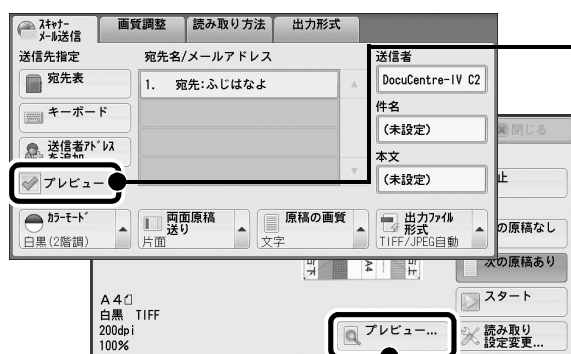 スキャナー
メール送信
画質調整
読み取り方法
出力形式
送信先指定
宛先名/メールアドレス
送信者
宛先表
1. 宛先:ふじはなよ
DocuCentre-IV C2
キーボード
件名
(未設定)
送信者アドレス
を追加
本文
(未設定)
プレビュー
カラーモード
白黒(2階調)
両面原稿
送り
片面
原稿の画質
文字
出力ファイル
形式
TIFF/JPEG自動
閉じる
止
の原稿なし
次の原稿あり
A4
スタート
A4
白黒 TIFF
200dpi
100%
プレビュー...
読み取り
設定変更...